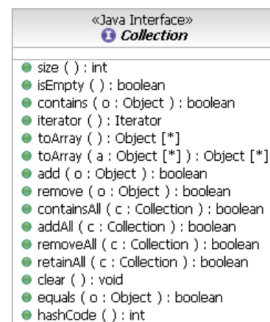 «Java Interface»
Collection
size ( ) : int
isEmpty ( ) : boolean
contains ( o : Object ) : boolean
iterator ( ) : Iterator
toArray ( ) : Object [*]
toArray ( a : Object [*] ) : Object [*]
add ( o : Object ) : boolean
remove ( o : Object ) : boolean
containsAll ( c : Collection ) : boolean
addAll ( c : Collection ) : boolean
removeAll ( c : Collection ) : boolean
retainAll ( c : Collection ) : boolean
clear ( ) : void
equals ( o : Object ) : boolean
hashCode ( ) : int